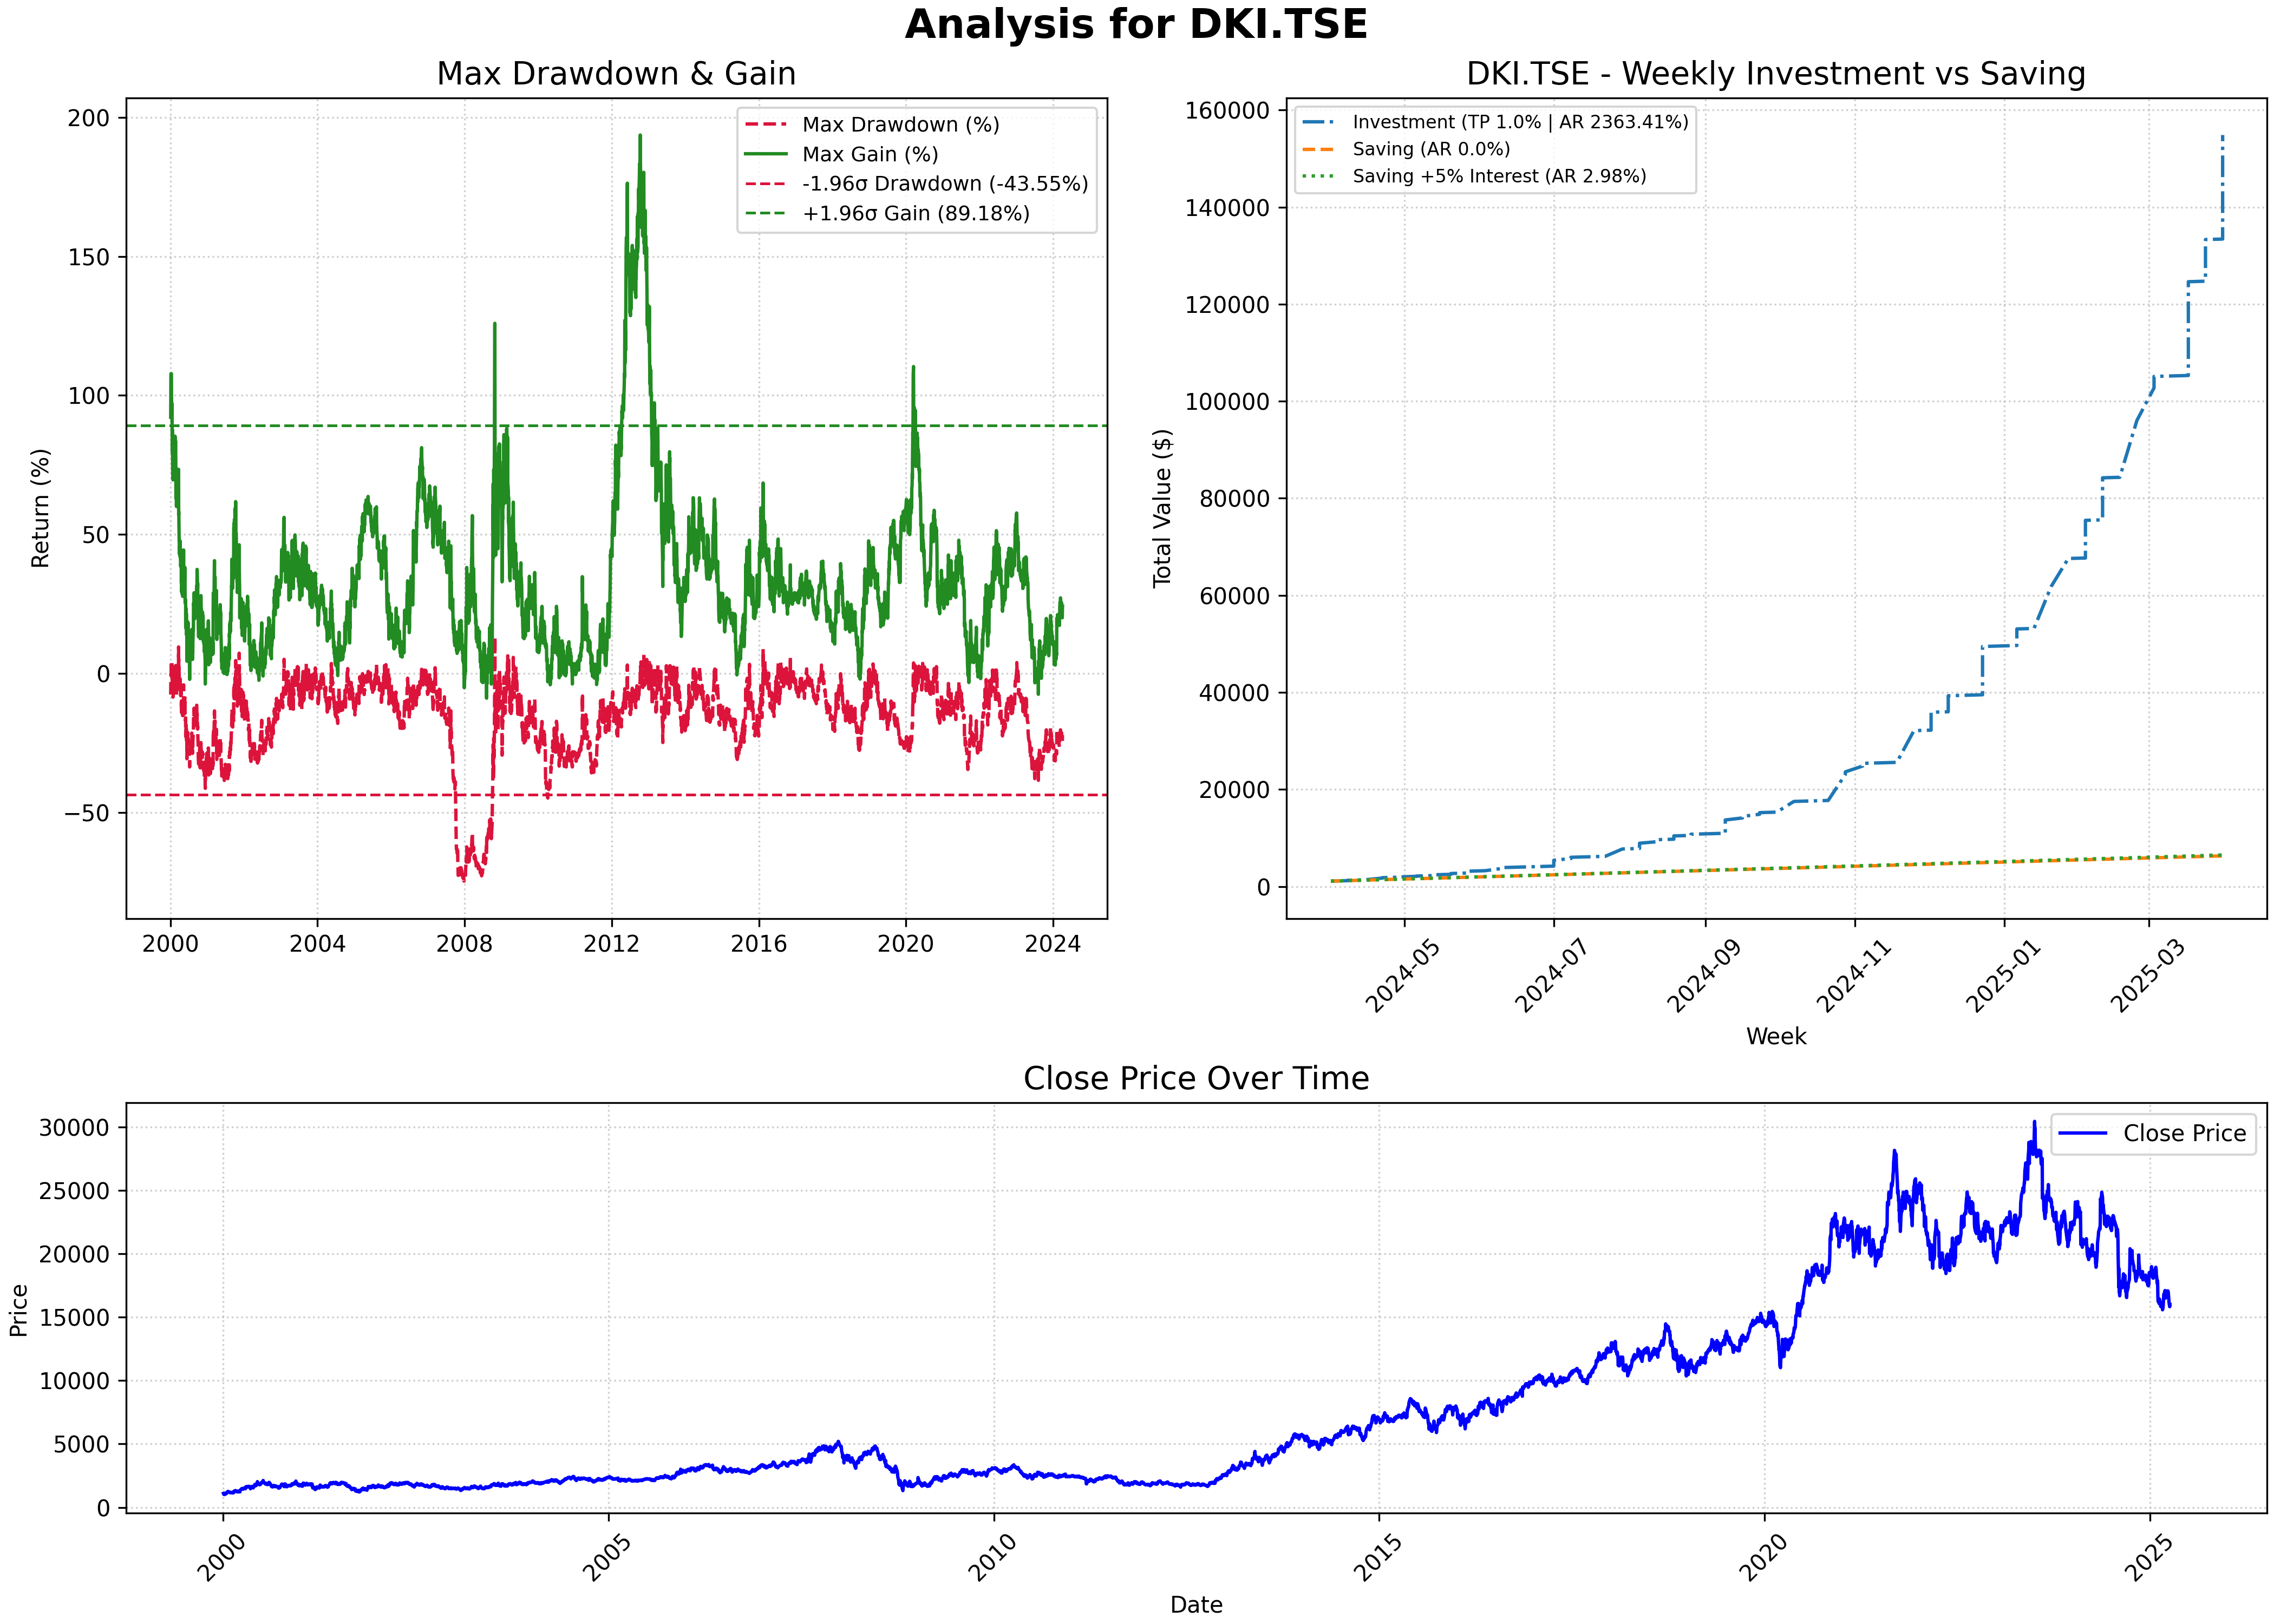 Analysis for DKI.TSE
Max Drawdown & Gain
Return (%)
200
150
100
50
0
−50
Max Drawdown (%)
Max Gain (%)
-1.96σ Drawdown (-43.55%)
+1.96σ Gain (89.18%)
2000
2004
2008
2012
2016
2020
2024
DKI.TSE - Weekly Investment vs Saving
Total Value ($)
160000
140000
120000
100000
80000
60000
40000
20000
0
Investment (TP 1.0% | AR 2363.41%)
Saving (AR 0.0%)
Saving +5% Interest (AR 2.98%)
2024-05
2024-07
2024-09
2024-11
2025-01
2025-03
Week
Close Price Over Time
Price
30000
25000
20000
15000
10000
5000
0
Close Price
2000
2005
2010
2015
2020
2025
Date